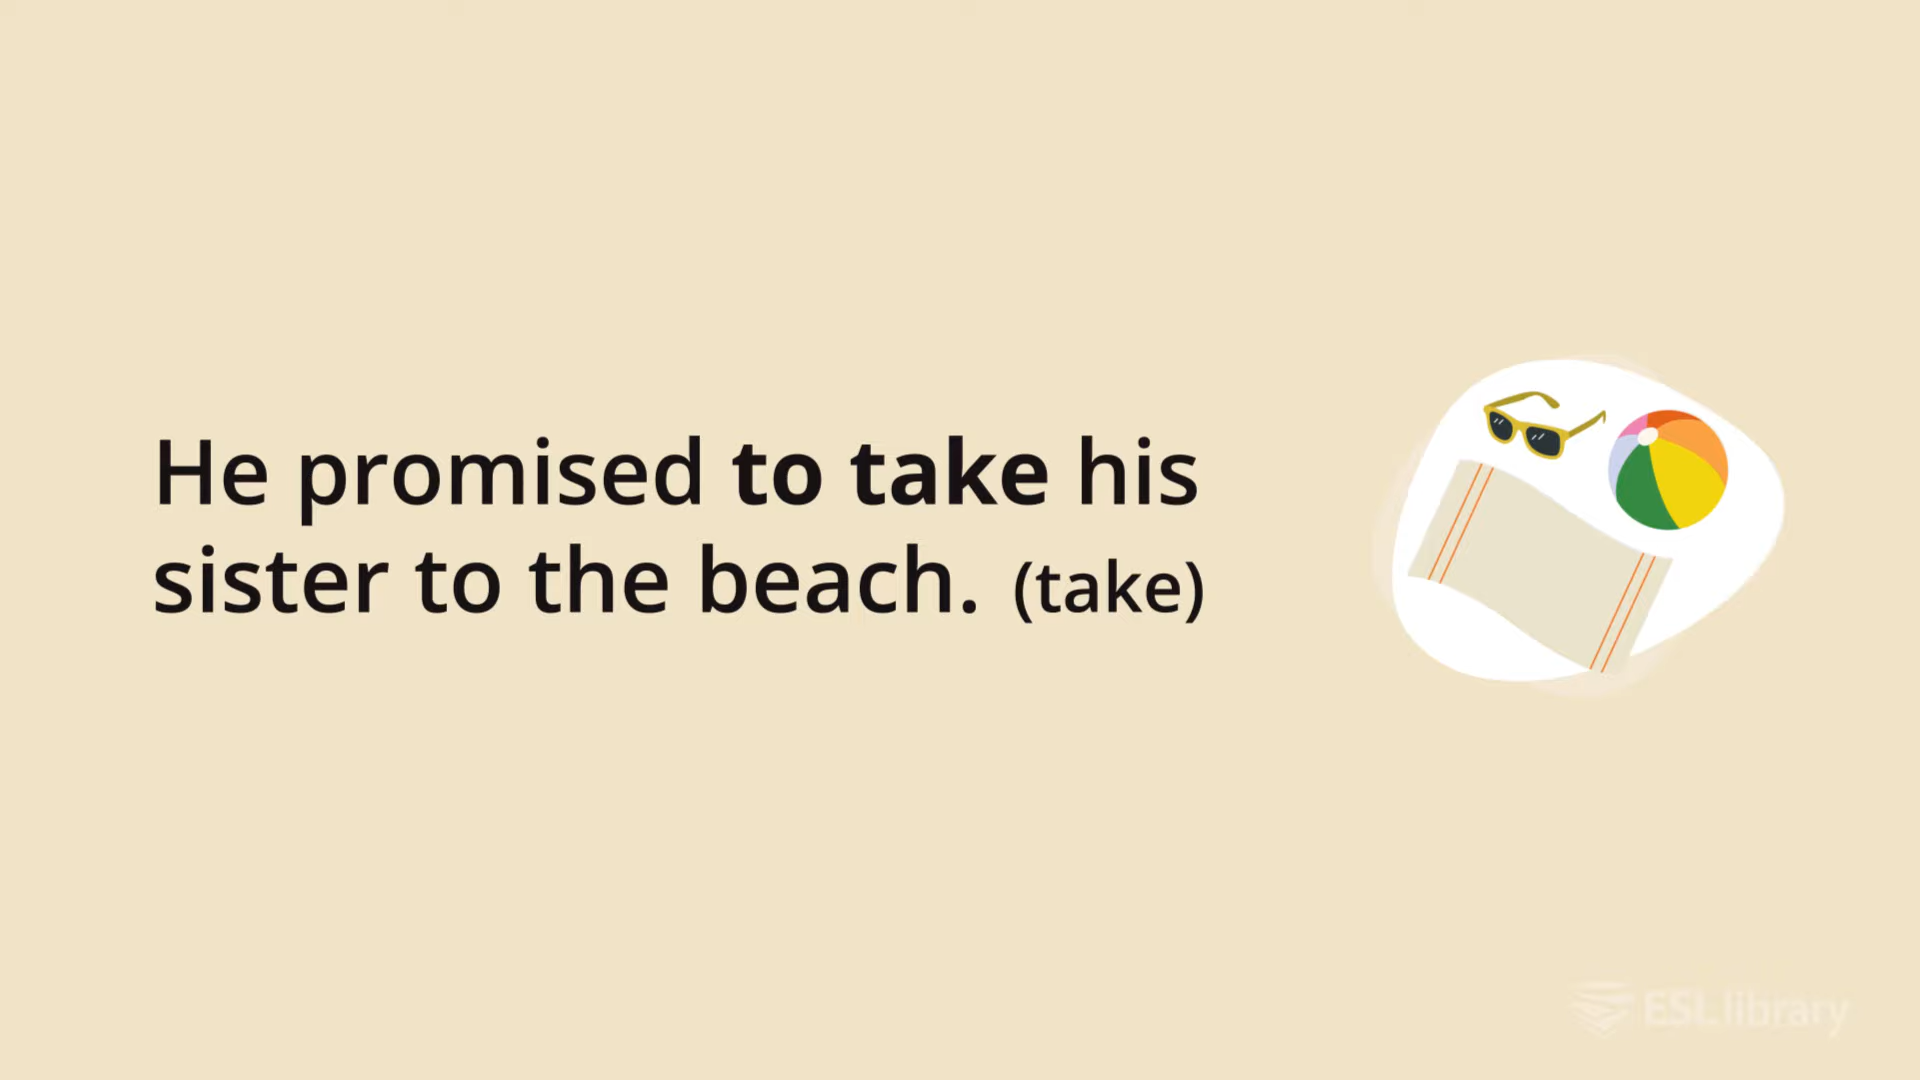 He promised to take his
sister to the beach. (take)
ESL library